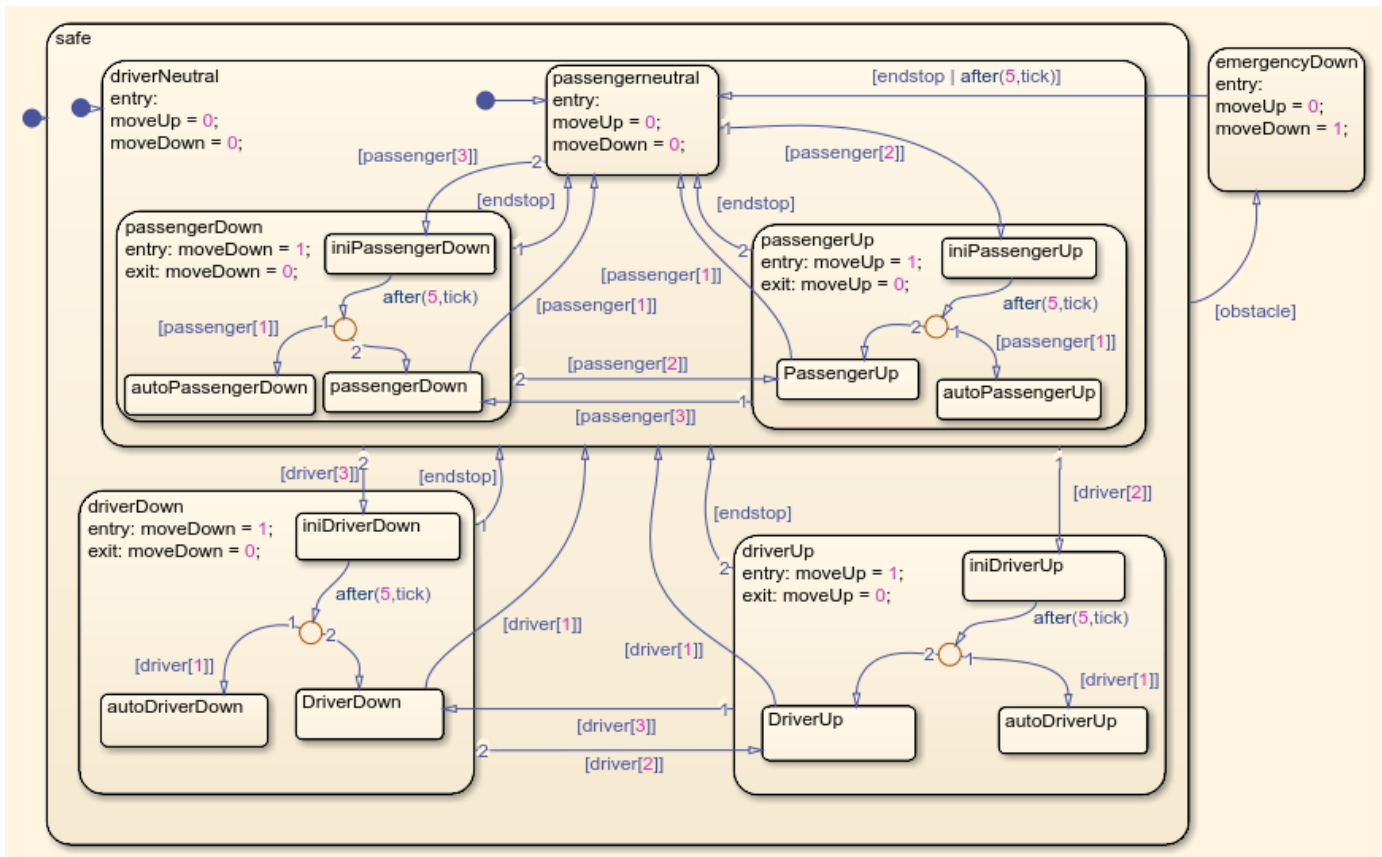 safe
driverNeutral
entry:
moveUp = 0;
moveDown = 0;
passengerneutral
entry:
moveUp = 0;
moveDown = 0;
[endstop | after(5,tick)]
emergencyDown
entry:
moveUp = 0;
moveDown = 1;
1
[passenger[2]]
[passenger[3]]
2
[endstop]
[endstop]
passengerDown
entry: moveDown = 1;
exit: moveDown = 0;
iniPassengerDown
1
after(5,tick)
[passenger[1]]
1
2
autoPassengerDown
passengerDown
[passenger[1]]
[passenger[1]]
2
passengerUp
entry: moveUp = 1;
exit: moveUp = 0;
iniPassengerUp
after(5,tick)
2
1
[passenger[1]]
PassengerUp
autoPassengerUp
2
[passenger[2]]
1
[passenger[3]]
[obstacle]
2
[driver[3]]
[endstop]
1
[driver[2]]
driverDown
entry: moveDown = 1;
exit: moveDown = 0;
iniDriverDown
1
after(5,tick)
1
2
[driver[1]]
autoDriverDown
DriverDown
[driver[1]]
[driver[1]]
[endstop]
2
driverUp
entry: moveUp = 1;
exit: moveUp = 0;
iniDriverUp
after(5,tick)
2
1
[driver[1]]
DriverUp
autoDriverUp
1
[driver[3]]
2
[driver[2]]